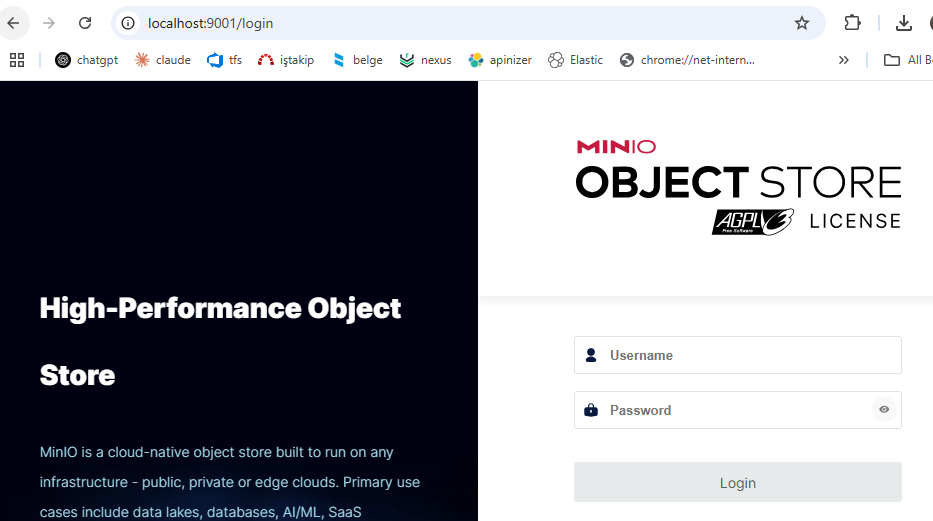 localhost:9001/login
chatgpt
claude
tfs
iştakip
belge
nexus
apinizer
Elastic
chrome://net-intern...
»
All
MINIO
OBJECT STORE
AGPL v3
Free Software
LICENSE
High-Performance Object
Store
MinIO is a cloud-native object store built to run on any
infrastructure - public, private or edge clouds. Primary use
cases include data lakes, databases, AI/ML, SaaS
Username
Password
Login